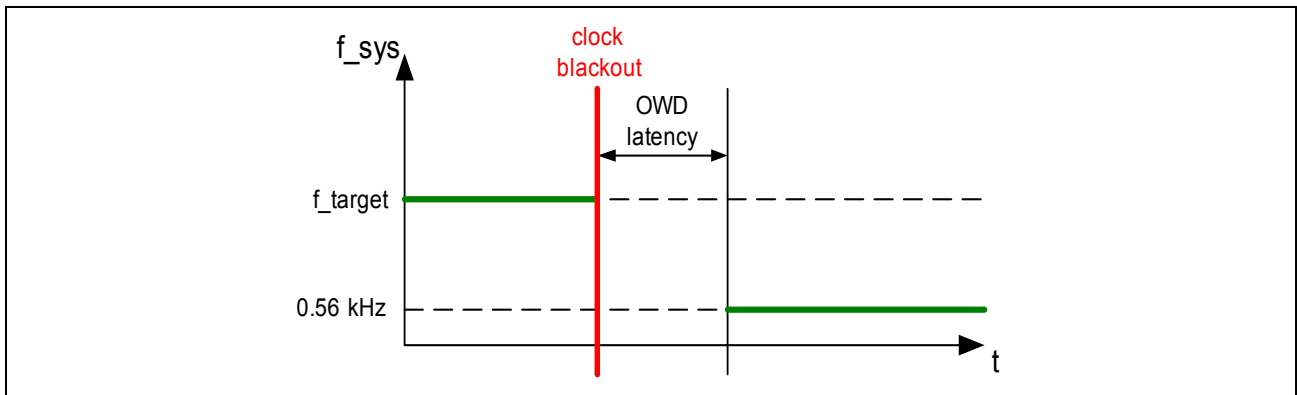 f_sys
clock
blackout
OWD
latency
f_target
0.56 kHz
t